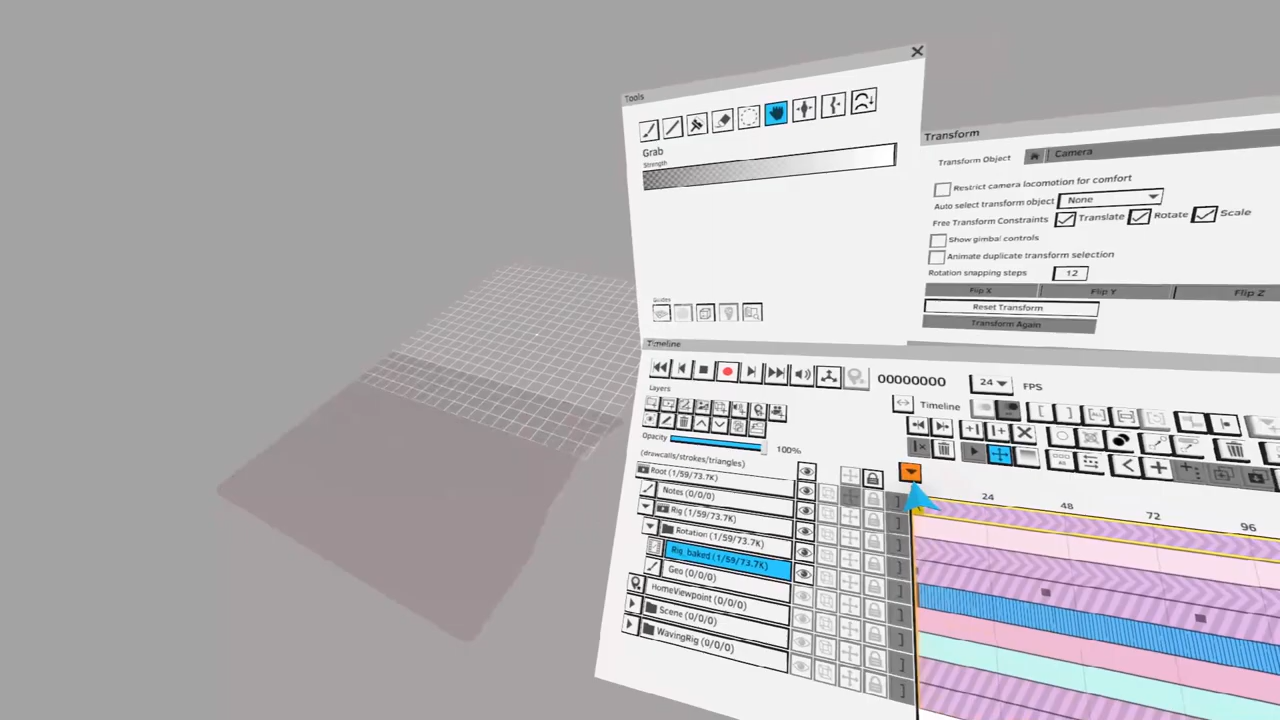 Tools
Grab
Strength
Guides
Transform
Transform Object
Camera
Restrict camera locomotion for comfort
Auto select transform object
None
Free Transform Constraints
Translate
Rotate
Scale
Show gimbal controls
Animate duplicate transform selection
Rotation snapping steps
12
Flip X
Flip Y
Flip Z
Reset Transform
Transform Again
Timeline
00000000
24
FPS
Layers
Timeline
Opacity
100%
(drawcalls/strokes/triangles)
Root (1/59/73.7K)
Notes (0/0/0)
Rig (1/59/73.7K)
Rotation (1/59/73.7K)
Rig_baked (1/59/73.7K)
Geo (0/0/0)
HomeViewpoint (0/0/0)
Scene (0/0/0)
WavingRig (0/0/0)
24
48
72
96